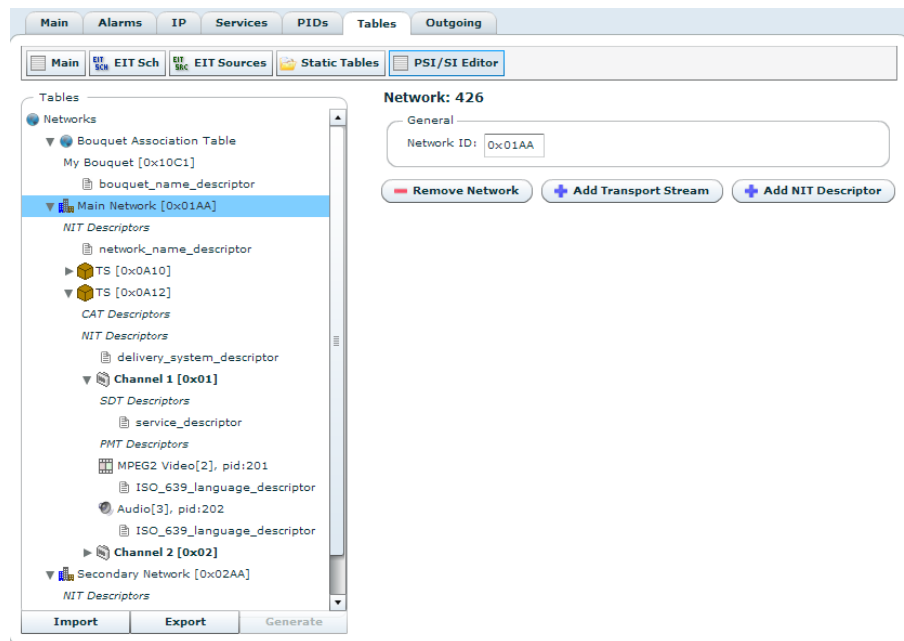 Main Alarms IP Services PIDs Tables Outgoing
Main EIT SCH EIT Sch EIT SRC EIT Sources Static Tables PSI/SI Editor
Tables
Networks
Bouquet Association Table
My Bouquet [0x10C1]
bouquet_name_descriptor
Main Network [0x01AA]
NIT Descriptors
network_name_descriptor
TS [0x0A10]
TS [0x0A12]
CAT Descriptors
NIT Descriptors
delivery_system_descriptor
Channel 1 [0x01]
SDT Descriptors
service_descriptor
PMT Descriptors
MPEG2 Video[2], pid:201
ISO_639_language_descriptor
Audio[3], pid:202
ISO_639_language_descriptor
Channel 2 [0x02]
Secondary Network [0x02AA]
NIT Descriptors
Import Export Generate
Network: 426
General
Network ID: 0x01AA
Remove Network Add Transport Stream Add NIT Descriptor